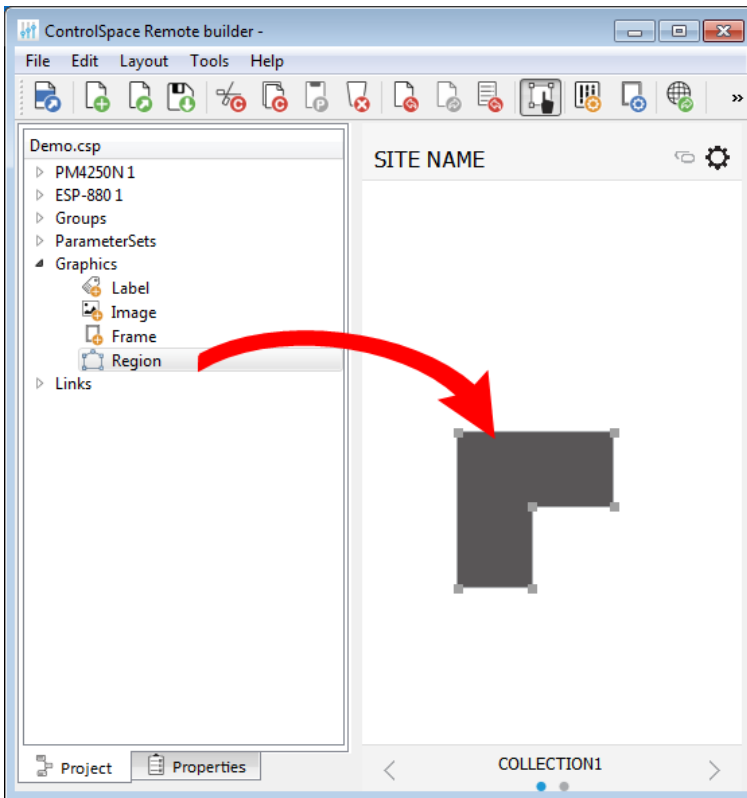 ControlSpace Remote builder -
File Edit Layout Tools Help
»
Demo.csp
PM4250N 1
ESP-880 1
Groups
ParameterSets
Graphics
Label
Image
Frame
Region
Links
Project Properties
SITE NAME
COLLECTION1